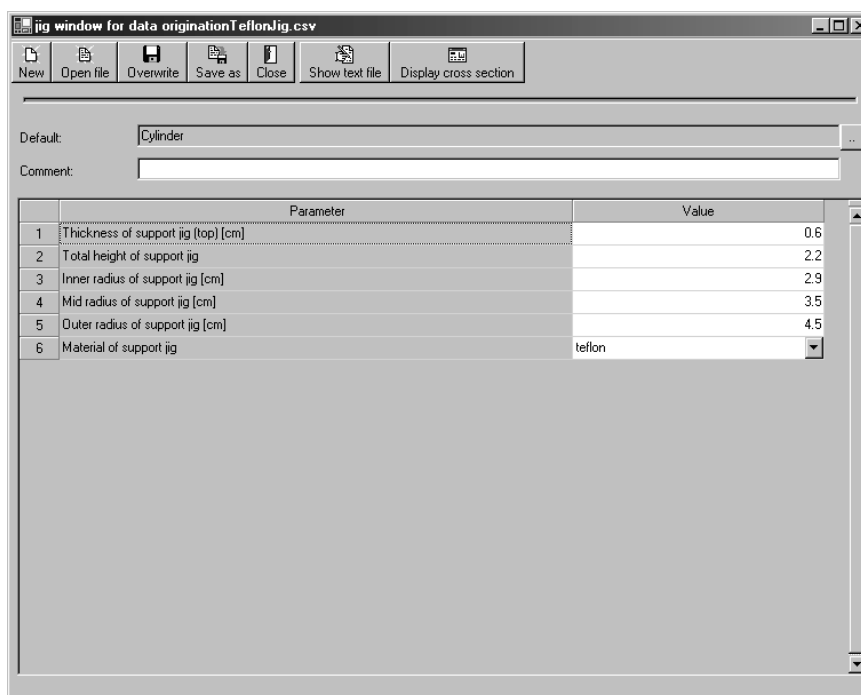 jig window for data originationTeflonJig.csv
New Open file Overwrite Save as Close Show text file Display cross section
Default: Cylinder ..
Comment:
Parameter Value
1 Thickness of support jig (top) [cm] 0.6
2 Total height of support jig 2.2
3 Inner radius of support jig [cm] 2.9
4 Mid radius of support jig [cm] 3.5
5 Outer radius of support jig [cm] 4.5
6 Material of support jig teflon